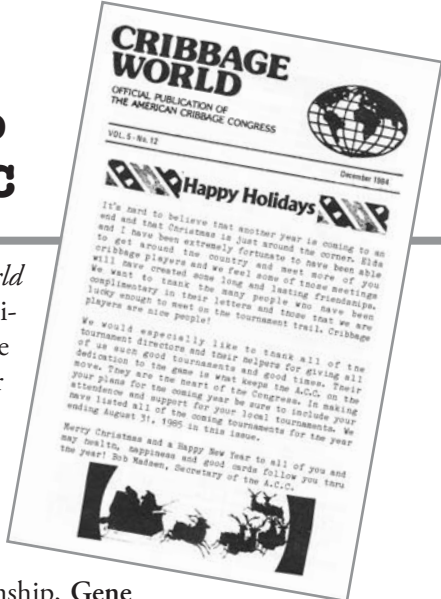 CRIBBAGE
WORLD
OFFICIAL PUBLICATION OF
THE AMERICAN CRIBBAGE CONGRESS
VOL. 5 - No. 12
December 1984
Happy Holidays
It's hard to believe that another year is coming to an
end and that Christmas is just around the corner. Elda
and I have been extremely fortunate to have been able
to get around the country and meet more of you
cribbage players and we feel some of those meetings
will have created some long and lasting friendships.
We want to thank the many people who have been
complimentary in their letters and those that we are
lucky enough to meet on the tournament trail. Cribbage
players are nice people!
We would especially like to thank all of the
tournament directors and their helpers for giving all
of us such good tournaments and good times. Their
dedication to the game is what keeps the A.C.C. on the
move. They are the heart of the Congress. In making
your plans for the coming year be sure to include your
attendence and support for your local tournaments. We
have listed all of the coming tournaments for the year
ending August 31, 1985 in this issue.
Merry Christmas and a Happy New Year to all of you and
may health, happiness and good cards follow you thru
the year! Bob Madsen, Secretary of the A.C.C.
C
rld
i-
e
r
nship, Gene